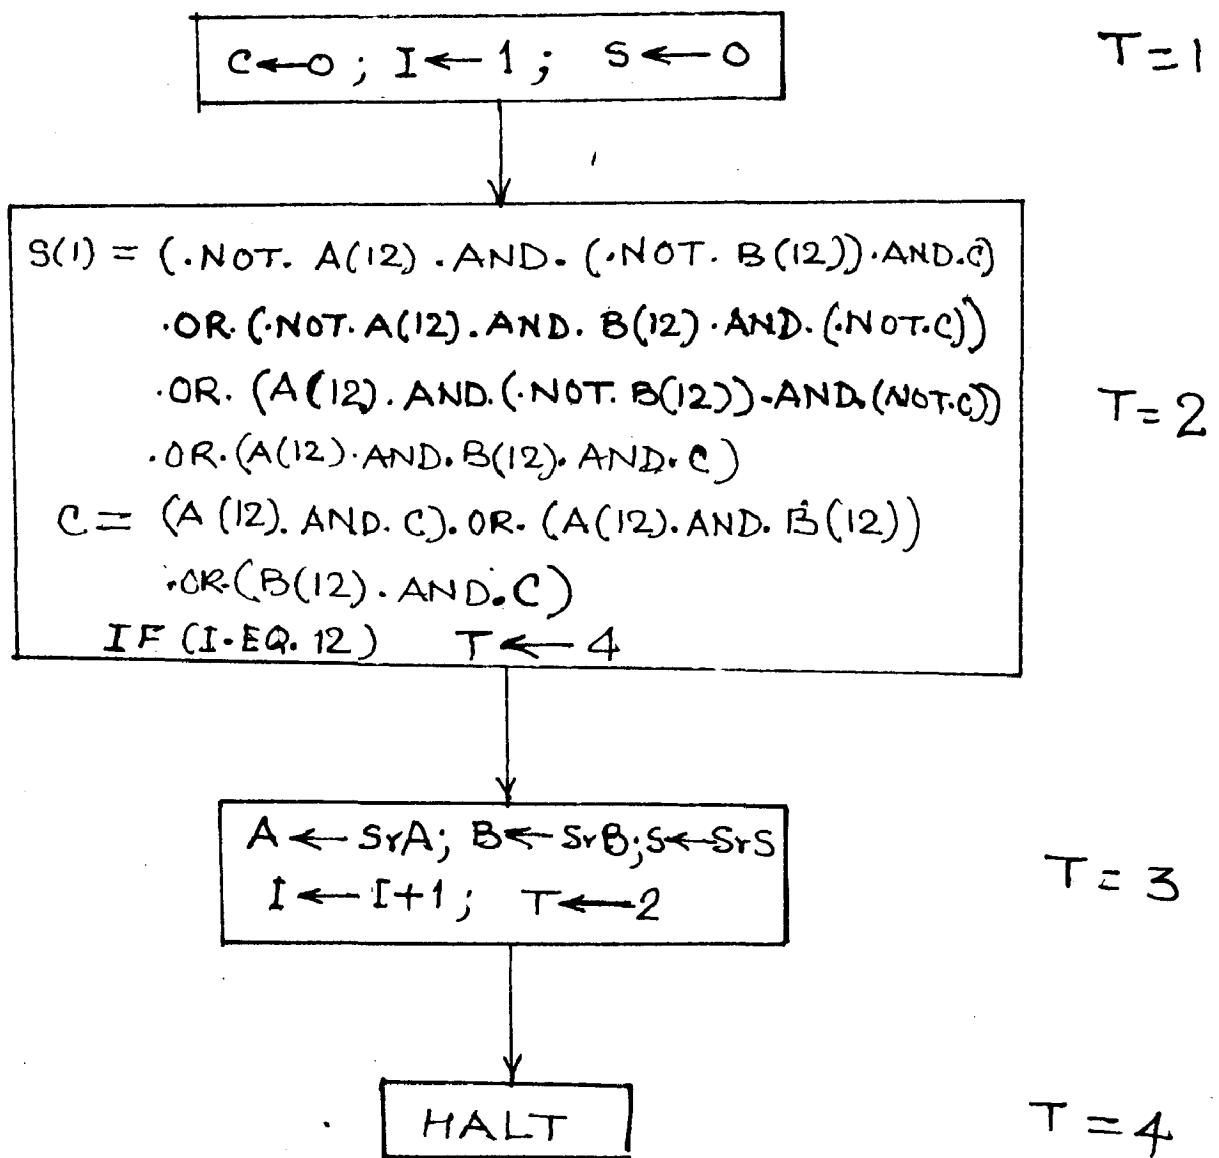 C←0 ; I←1 ; S←0
T=1
S(1) = (.NOT. A(12) .AND. (.NOT. B(12)).AND.C)
.OR. (.NOT. A(12).AND. B(12).AND. (.NOT.C))
.OR. (A(12).AND.(.NOT. B(12)).AND.(NOT.C))
.OR.(A(12).AND.B(12).AND.C)
T=2
C = (A(12).AND.C).OR.(A(12).AND.B(12))
.OR.(B(12).AND.C)
IF (I.EQ.12) T←4
A←SrA; B←SrB;S←SrS
I←I+1; T←2
T=3
HALT
T=4